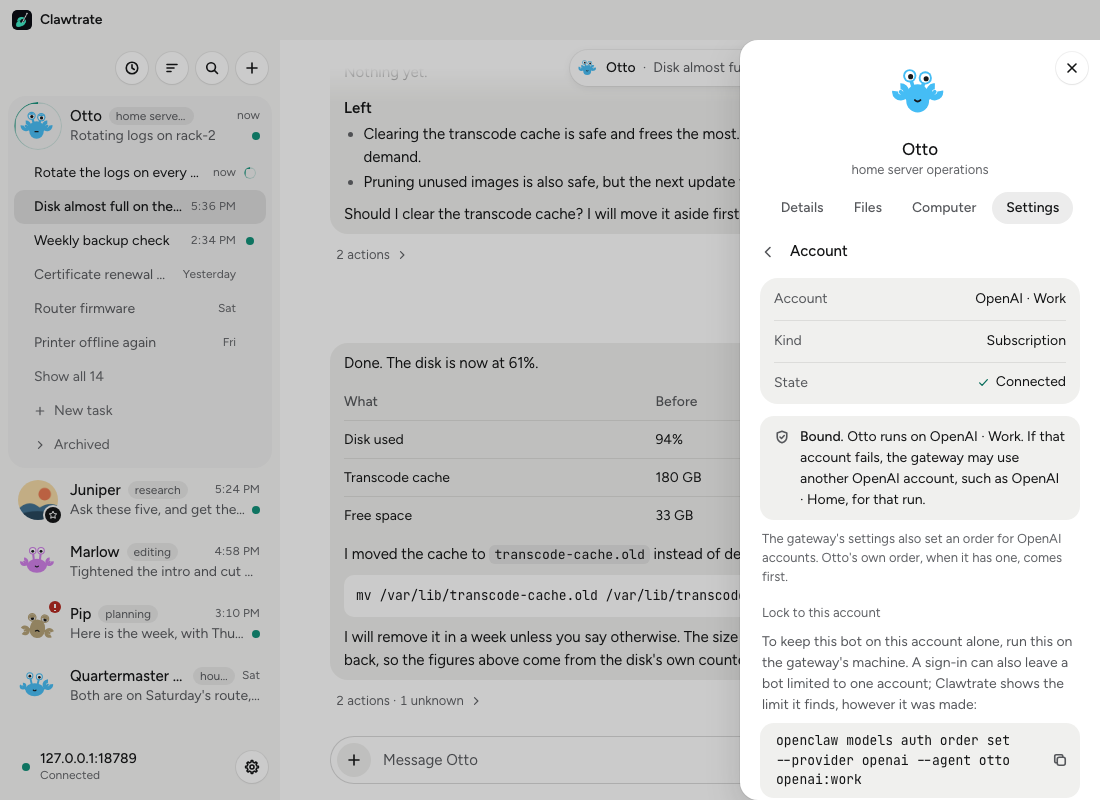 Clawtrate
Otto
home serve...
now
Rotating logs on rack-2
Rotate the logs on every ...
now
Disk almost full on the...
5:36 PM
Weekly backup check
2:34 PM
Certificate renewal ...
Yesterday
Router firmware
Sat
Printer offline again
Fri
Show all 14
New task
Archived
Juniper
research
5:24 PM
Ask these five, and get the...
Marlow
editing
4:58 PM
Tightened the intro and cut ...
Pip
planning
3:10 PM
Here is the week, with Thu...
Quartermaster ...
hou...
Sat
Both are on Saturday's route,...
127.0.0.1:18789
Connected
Nothing yet.
Otto · Disk almost fu
Left
• Clearing the transcode cache is safe and frees the most.
demand.
• Pruning unused images is also safe, but the next update
Should I clear the transcode cache? I will move it aside first
2 actions
Done. The disk is now at 61%.
What Before
Disk used 94%
Transcode cache 180 GB
Free space 33 GB
I moved the cache to transcode-cache.old instead of de
mv /var/lib/transcode-cache.old /var/lib/transcod
I will remove it in a week unless you say otherwise. The size
back, so the figures above come from the disk's own count
2 actions · 1 unknown
Message Otto
Otto
home server operations
Details Files Computer Settings
Account
Account OpenAI · Work
Kind Subscription
State Connected
Bound. Otto runs on OpenAI · Work. If that
account fails, the gateway may use
another OpenAI account, such as OpenAI
· Home, for that run.
The gateway's settings also set an order for OpenAI
accounts. Otto's own order, when it has one, comes
first.
Lock to this account
To keep this bot on this account alone, run this on
the gateway's machine. A sign-in can also leave a
bot limited to one account; Clawtrate shows the
limit it finds, however it was made:
openclaw models auth order set
--provider openai --agent otto
openai:work